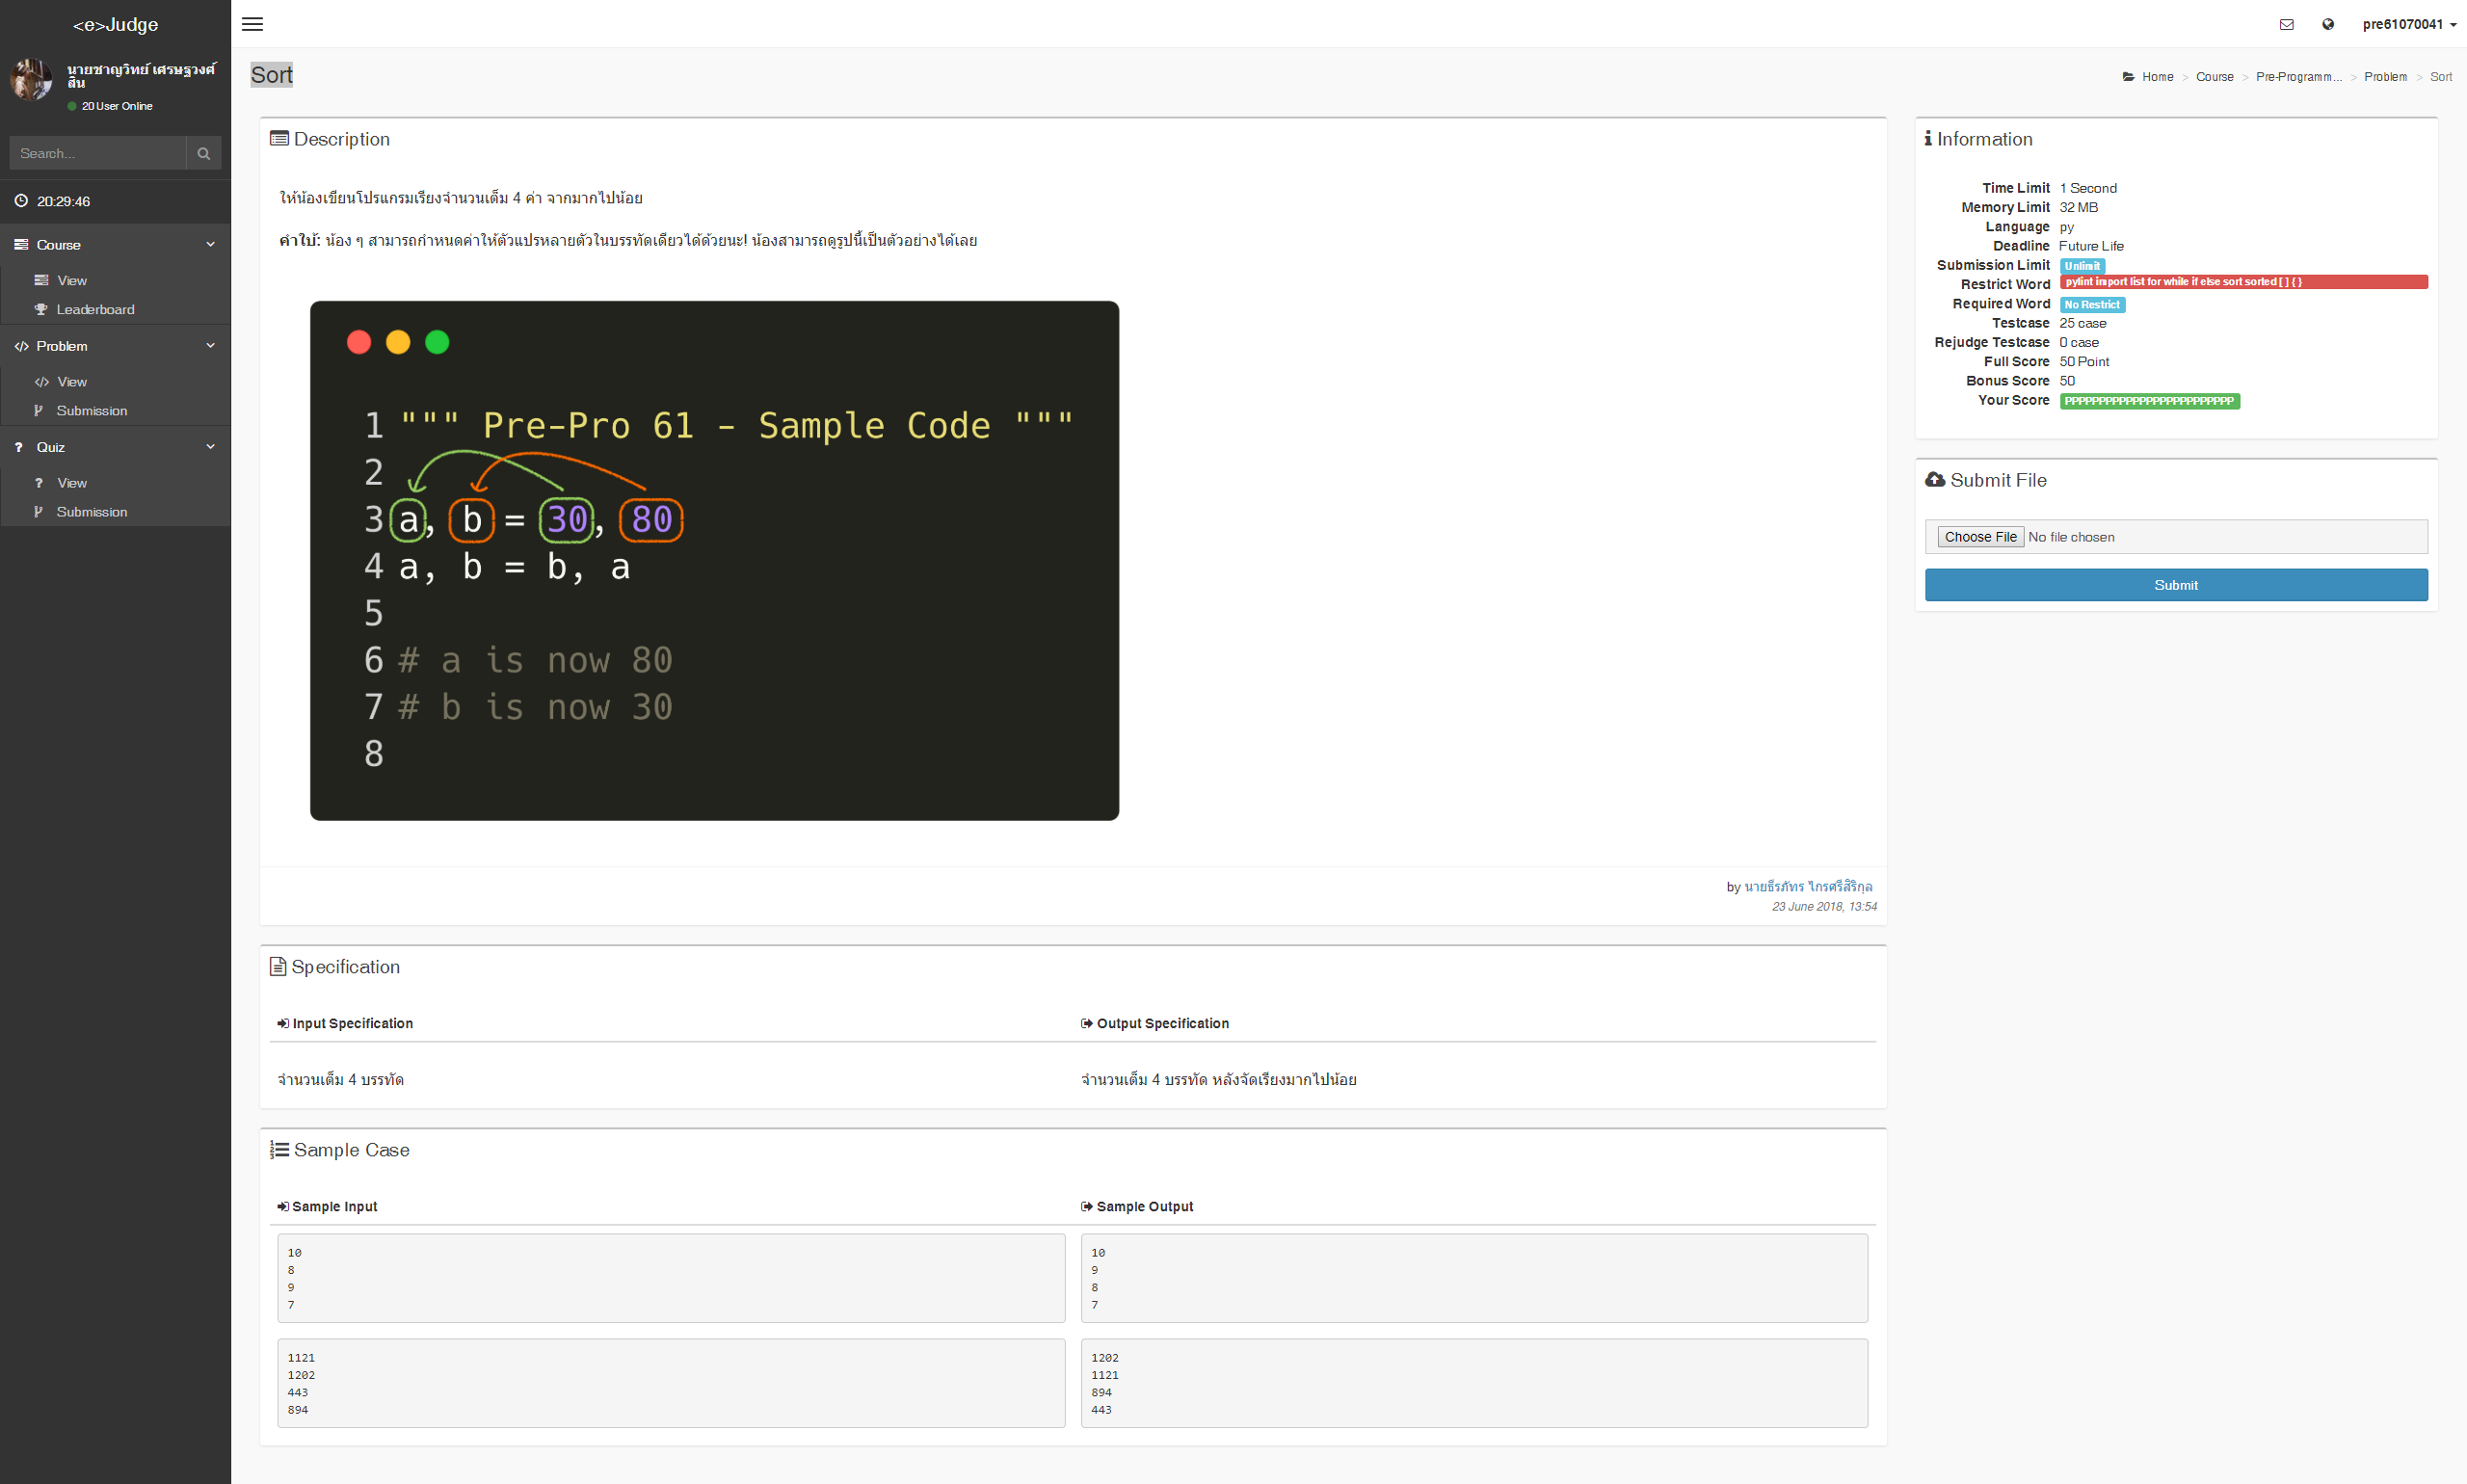 <e>Judge
นายชาญวิทย์ เศรษฐวงศ์
สิน
20 User Online
Search...
20:29:46
Course
View
Leaderboard
Problem
View
Submission
Quiz
View
Submission
pre61070041
Sort
Home > Course > Pre-Programm... > Problem > Sort
Description
ให้น้องเขียนโปรแกรมเรียงจำนวนเต็ม 4 ค่า จากมากไปน้อย
คำใบ้: น้อง ๆ สามารถกำหนดค่าให้ตัวแปรหลายตัวในบรรทัดเดียวได้ด้วยนะ! น้องสามารถดูรูปนี้เป็นตัวอย่างได้เลย
1 """ Pre-Pro 61 - Sample Code """
2
3 a, b = 30, 80
4 a, b = b, a
5
6 # a is now 80
7 # b is now 30
8
by นายธีรภัทร ไกรศรีสิริกุล
23 June 2018, 13:54
Specification
Input Specification
Output Specification
จำนวนเต็ม 4 บรรทัด
จำนวนเต็ม 4 บรรทัด หลังจัดเรียงมากไปน้อย
Sample Case
Sample Input
Sample Output
10
8
9
7
10
9
8
7
1121
1202
443
894
1202
1121
894
443
Information
Time Limit 1 Second
Memory Limit 32 MB
Language py
Deadline Future Life
Submission Limit Unlimit
Restrict Word pylint import list for while if else sort sorted [ ] { }
Required Word No Restrict
Testcase 25 case
Rejudge Testcase 0 case
Full Score 50 Point
Bonus Score 50
Your Score PPPPPPPPPPPPPPPPPPPPPPPPP
Submit File
Choose File No file chosen
Submit